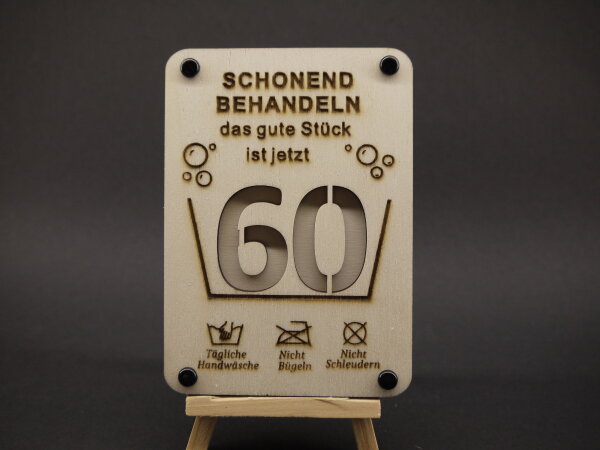 SCHONEND
BEHANDELN
das gute Stück
ist jetzt
60
Tägliche
Handwäsche
Nicht
Bügeln
Nicht
Schleudern